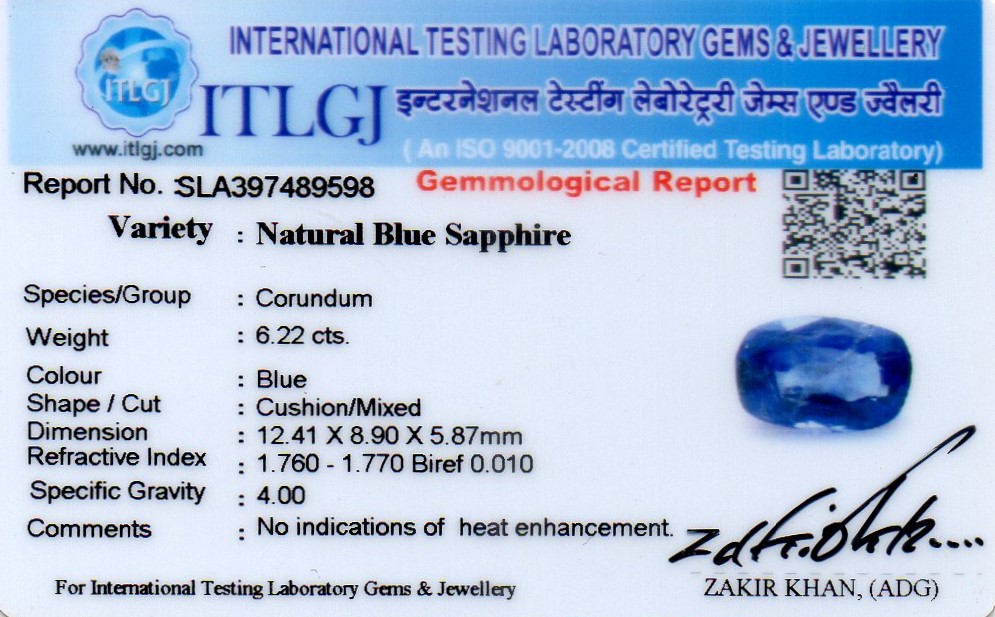 INTERNATIONAL TESTING LABORATORY GEMS & JEWELLERY
ITLGJ
ITLGJ
इन्टरनेशनल टेस्टींग लेबोरेट्ररी जेम्स एण्ड ज्वैलरी
www.itlgj.com
( An ISO 9001-2008 Certified Testing Laboratory)
Report No. :SLA397489598
Gemmological Report
Variety : Natural Blue Sapphire
Species/Group : Corundum
Weight : 6.22 cts.
Colour : Blue
Shape / Cut : Cushion/Mixed
Dimension : 12.41 X 8.90 X 5.87mm
Refractive Index : 1.760 - 1.770 Biref 0.010
Specific Gravity : 4.00
Comments : No indications of heat enhancement.
For International Testing Laboratory Gems & Jewellery
ZAKIR KHAN, (ADG)